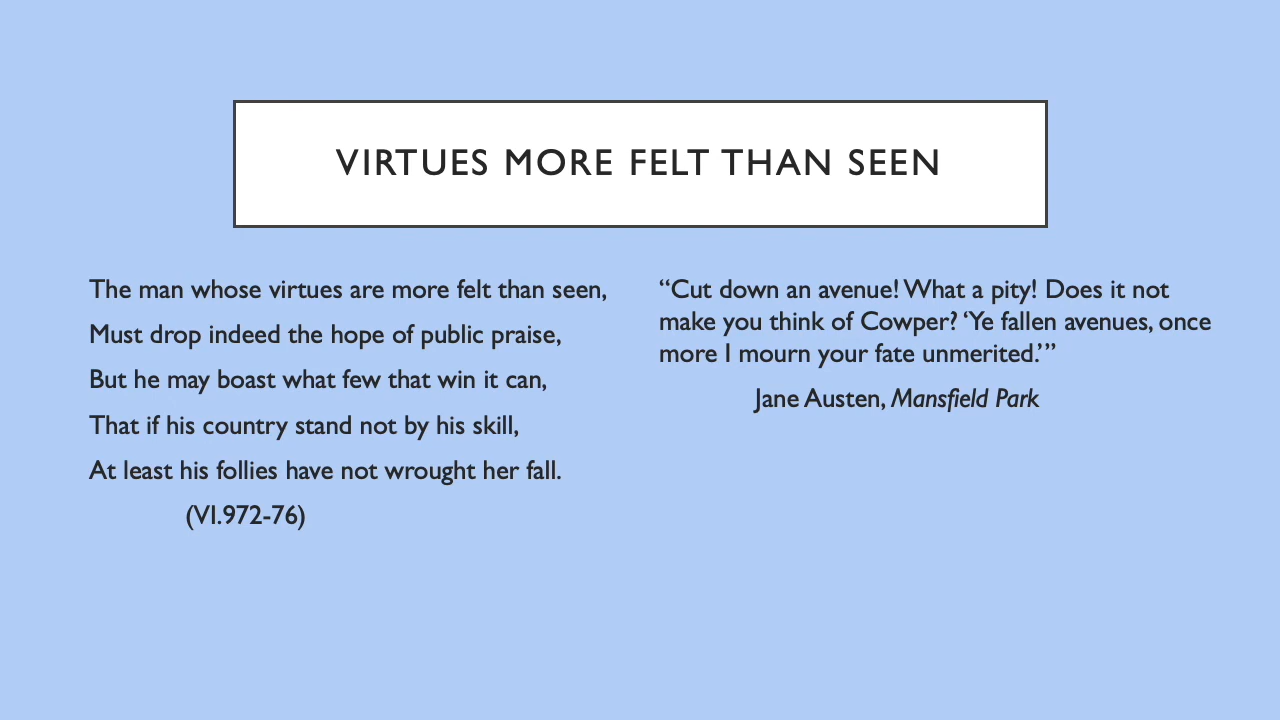 VIRTUES MORE FELT THAN SEEN
The man whose virtues are more felt than seen,
Must drop indeed the hope of public praise,
But he may boast what few that win it can,
That if his country stand not by his skill,
At least his follies have not wrought her fall.
(VI.972-76)
“Cut down an avenue! What a pity! Does it not
make you think of Cowper? ‘Ye fallen avenues, once
more I mourn your fate unmerited.’”
Jane Austen, Mansfield Park